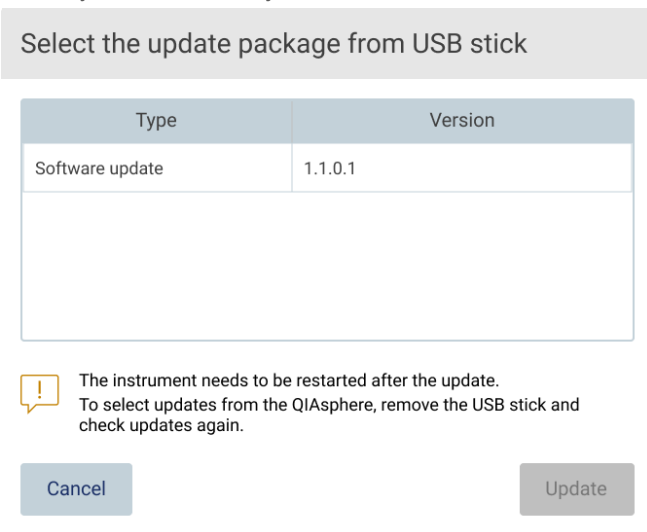 Select the update package from USB stick
Type Version
Software update 1.1.0.1
The instrument needs to be restarted after the update.
To select updates from the QIAsphere, remove the USB stick and
check updates again.
Cancel Update